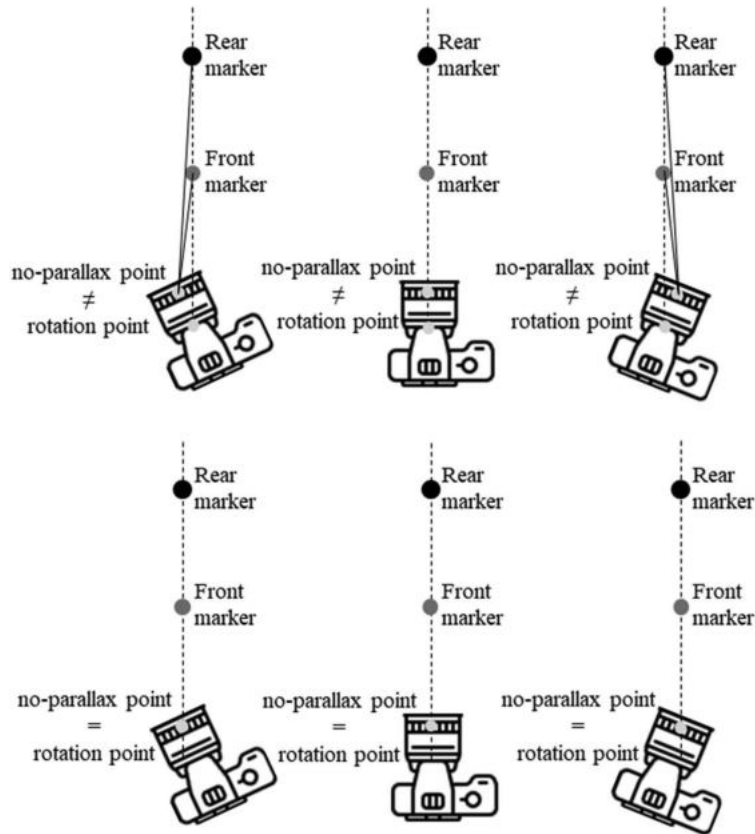 Rear
marker
Rear
marker
Rear
marker
Front
marker
Front
marker
Front
marker
no-parallax point
≠
rotation point
no-parallax point
≠
rotation point
no-parallax point
≠
rotation point
Rear
marker
Rear
marker
Rear
marker
Front
marker
Front
marker
Front
marker
no-parallax point
=
rotation point
no-parallax point
=
rotation point
no-parallax point
=
rotation point